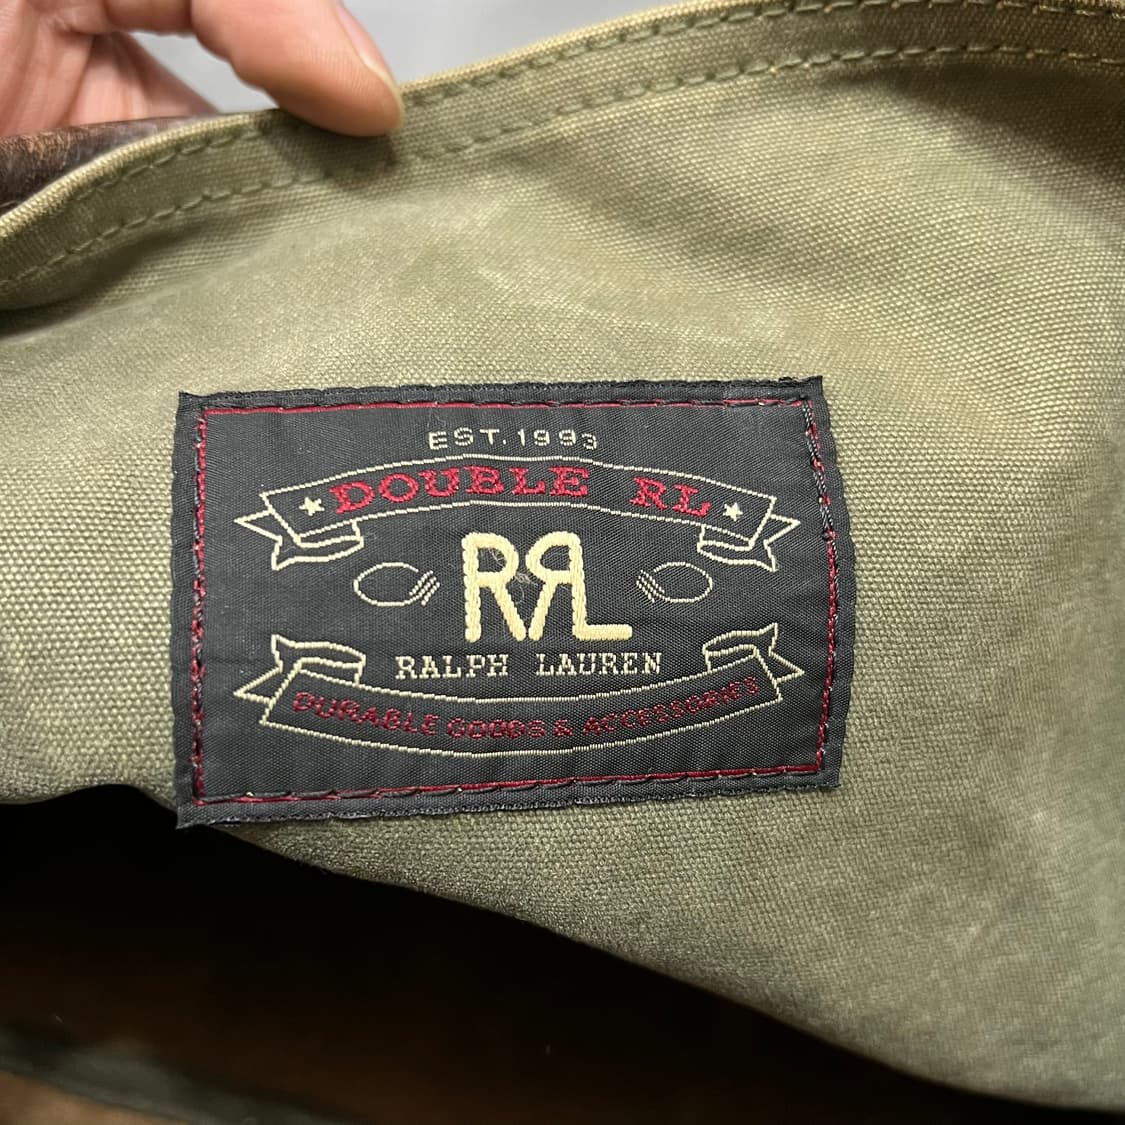 EST.1993
DOUBLE RL
RRL
RALPH LAUREN
DURABLE GOODS & ACCESSORIES